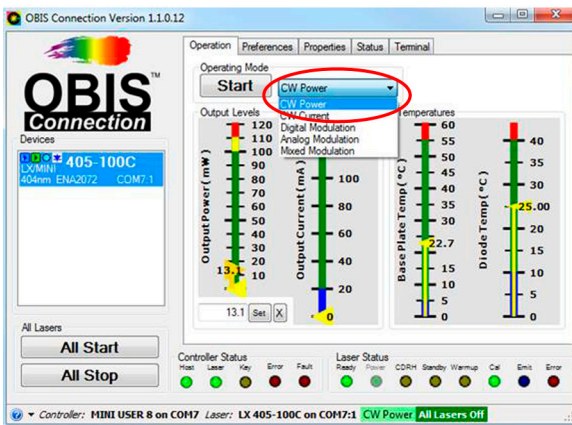 OBIS Connection Version 1.1.0.12
OBIS™
Connection
Devices
405-100C
LX/MINI
404nm ENA2072 COM7:1
All Lasers
All Start
All Stop
Operation Preferences Properties Status Terminal
Operating Mode
Start
CW Power
CW Power
CW Current
Digital Modulation
Analog Modulation
Mixed Modulation
Output Levels
Output Power (mW)
120
110
100
90
80
70
60
50
40
30
20
13.1
10
13.1 Set X
Output Current (mA)
100
80
60
40
20
0
Temperatures
Base Plate Temp (°C)
60
55
50
45
40
35
30
22.7
15
10
5
0
Diode Temp (°C)
40
35
30
25.00
20
15
10
5
0
Controller Status
Host Laser Key Error Fault
Laser Status
Ready Power CDRH Standby Warmup Cal Emit Error
Controller: MINI USER 8 on COM7 Laser: LX 405-100C on COM7:1 CW Power All Lasers Off